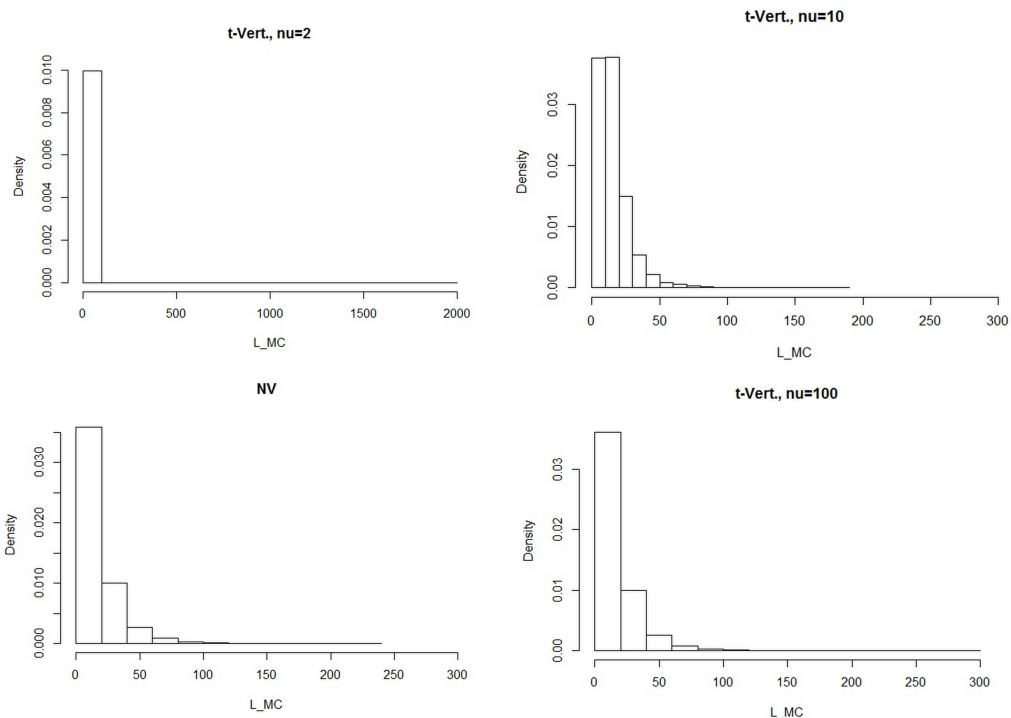 t-Vert., nu=2
Density
0.000 0.002 0.004 0.006 0.008 0.010
0 500 1000 1500 2000
L_MC
t-Vert., nu=10
Density
0.00 0.01 0.02 0.03
0 50 100 150 200 250 300
L_MC
NV
Density
0.000 0.010 0.020 0.030
0 50 100 150 200 250 300
L_MC
t-Vert., nu=100
Density
0.00 0.01 0.02 0.03
0 50 100 150 200 250 300
L_MC